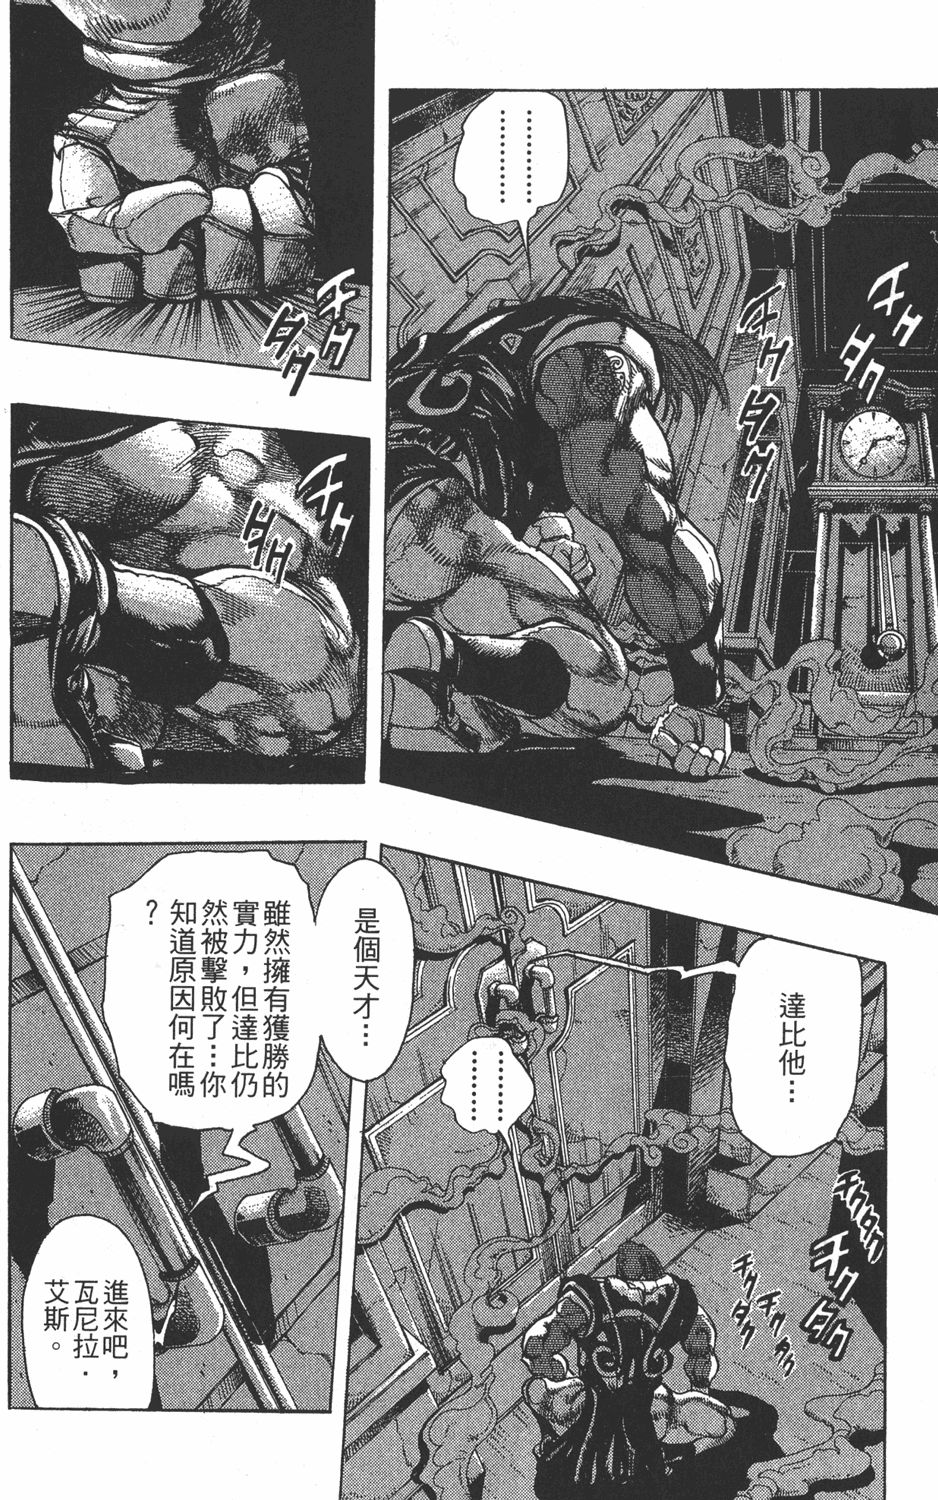 …………
…………
チクタク
チクタク
チクタク
チクタク
達比他…
…………
…………
是個天才…
雖然擁有獲勝的
實力，但達比仍
然被擊敗了…你
知道原因何在嗎
？
進來吧，
瓦尼拉．
艾斯。
チクタク
チクタク
チクタク